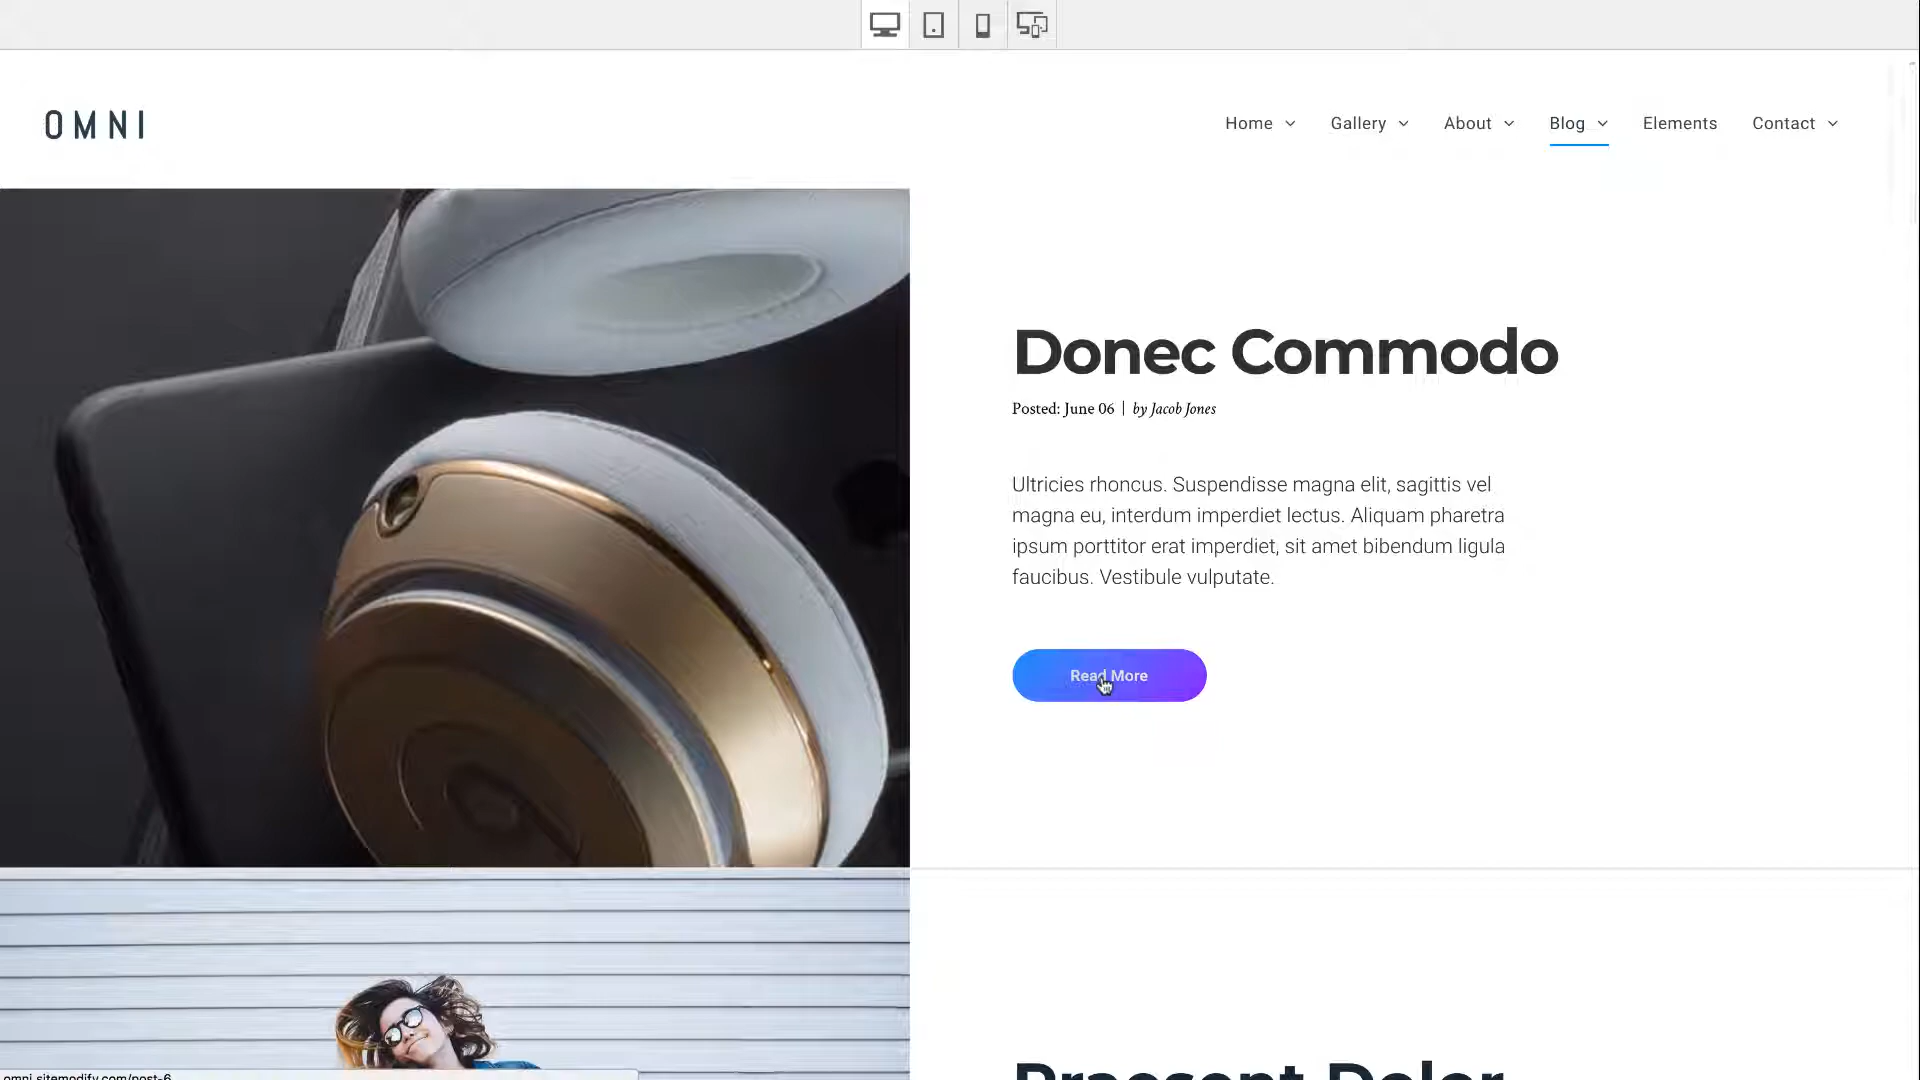 OMNI
Home
Gallery
About
Blog
Elements
Contact
Donec Commodo
Posted: June 06 | by Jacob Jones
Ultricies rhoncus. Suspendisse magna elit, sagittis vel
magna eu, interdum imperdiet lectus. Aliquam pharetra
ipsum porttitor erat imperdiet, sit amet bibendum ligula
faucibus. Vestibule vulputate.
Read More
Praesent Dolor
omni.sitemodify.com/post-6